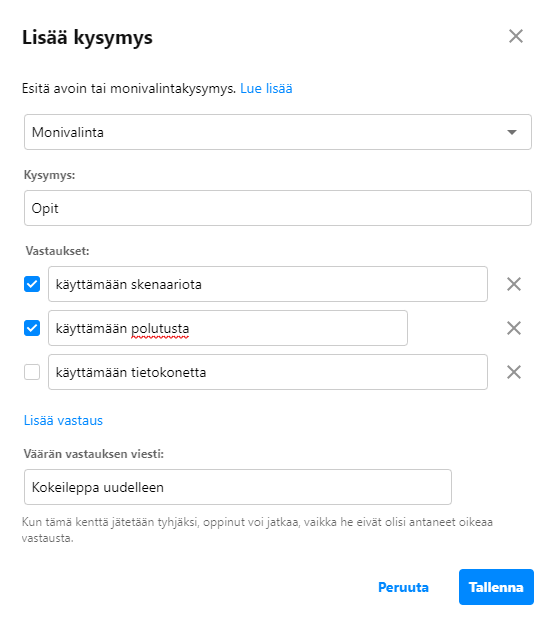 Lisää kysymys
Esitä avoin tai monivalintakysymys. Lue lisää
Monivalinta
Kysymys:
Opit
Vastaukset:
käyttämään skenaariota
käyttämään polutusta
käyttämään tietokonetta
Lisää vastaus
Väärän vastauksen viesti:
Kokeileppa uudelleen
Kun tämä kenttä jätetään tyhjäksi, oppinut voi jatkaa, vaikka he eivät olisi antaneet oikeaa
vastausta.
Peruuta Tallenna